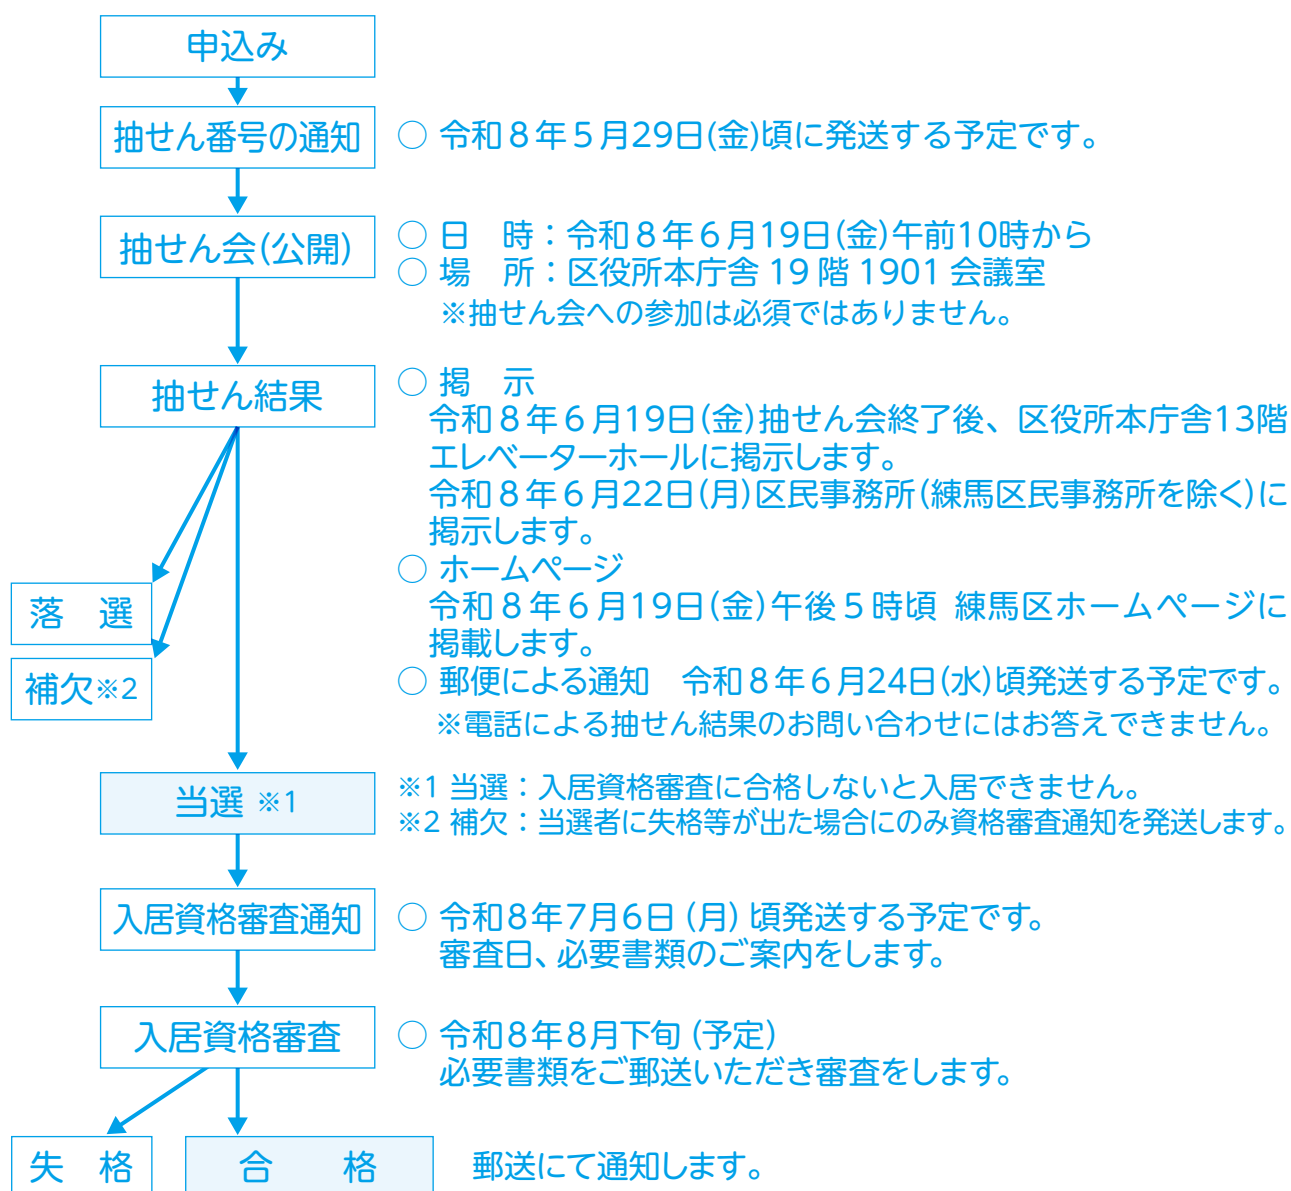 申込み
抽せん番号の通知
○ 令和8年5月29日(金)頃に発送する予定です。
抽せん会(公開)
○ 日　時：令和8年6月19日(金)午前10時から
○ 場　所：区役所本庁舎 19 階 1901 会議室
※抽せん会への参加は必須ではありません。
抽せん結果
○ 掲　示
令和8年6月19日(金)抽せん会終了後、区役所本庁舎13階
エレベーターホールに掲示します。
令和8年6月22日(月)区民事務所(練馬区民事務所を除く)に
掲示します。
○ ホームページ
令和8年6月19日(金)午後5時頃 練馬区ホームページに
掲載します。
○ 郵便による通知　令和8年6月24日(水)頃発送する予定です。
※電話による抽せん結果のお問い合わせにはお答えできません。
落　選
補欠※2
当選 ※1
※1 当選：入居資格審査に合格しないと入居できません。
※2 補欠：当選者に失格等が出た場合にのみ資格審査通知を発送します。
入居資格審査通知
○ 令和8年7月6日 (月) 頃発送する予定です。
審査日、必要書類のご案内をします。
入居資格審査
○ 令和8年8月下旬 (予定)
必要書類をご郵送いただき審査をします。
失　格
合　格
郵送にて通知します。